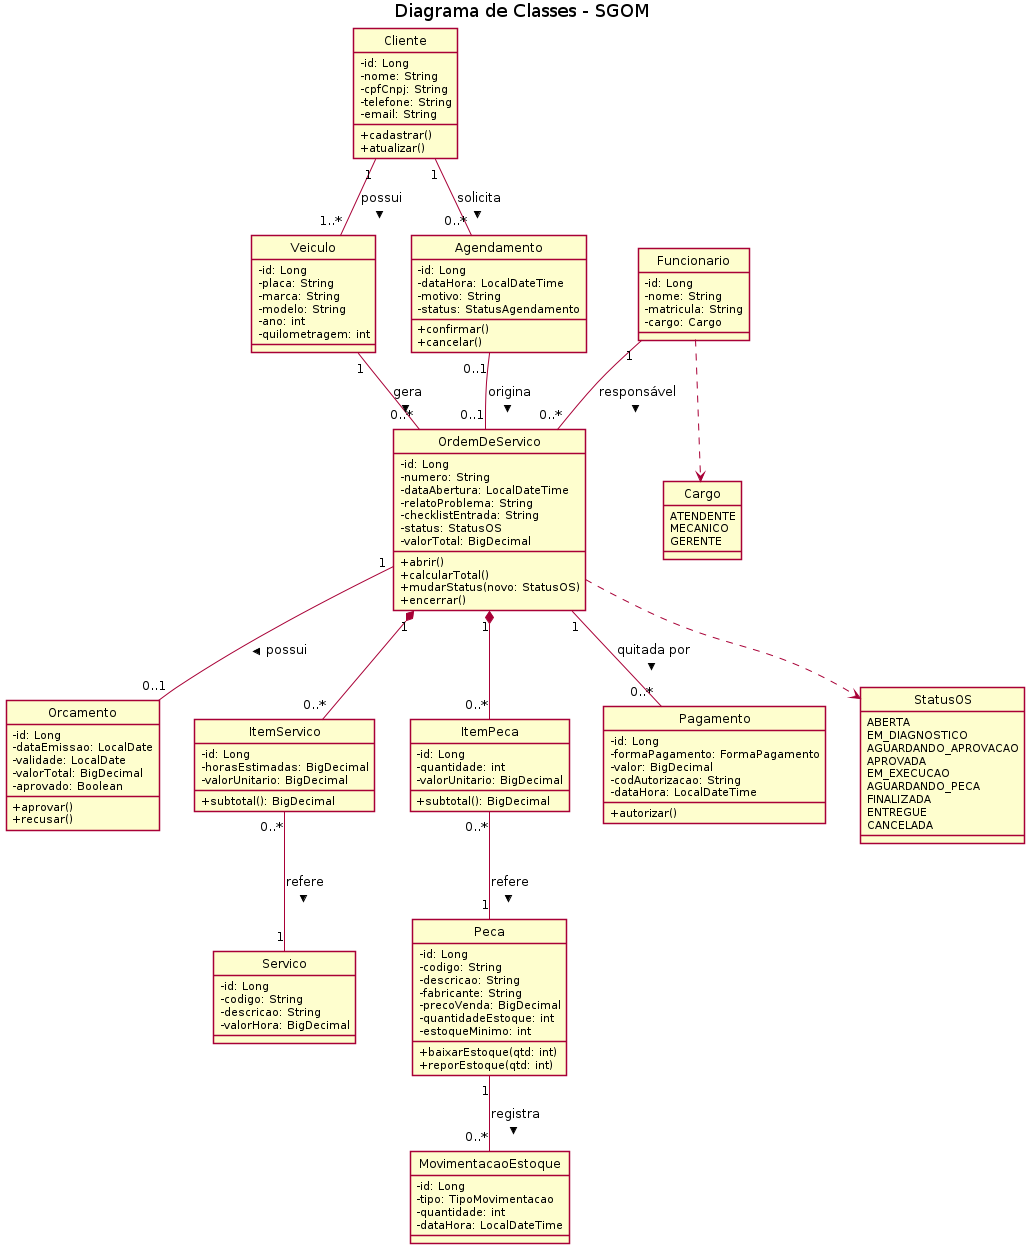 Diagrama de Classes - SGOM
Cliente
-id: Long
-nome: String
-cpfCnpj: String
-telefone: String
-email: String
+cadastrar()
+atualizar()
1
possui
▼
1..*
1
solicita
▼
0..*
Veiculo
-id: Long
-placa: String
-marca: String
-modelo: String
-ano: int
-quilometragem: int
Agendamento
-id: Long
-dataHora: LocalDateTime
-motivo: String
-status: StatusAgendamento
+confirmar()
+cancelar()
Funcionario
-id: Long
-nome: String
-matricula: String
-cargo: Cargo
1
gera
▼
0..*
0..1
origina
▼
0..1
1
responsável
▼
0..*
OrdemDeServico
-id: Long
-numero: String
-dataAbertura: LocalDateTime
-relatoProblema: String
-checklistEntrada: String
-status: StatusOS
-valorTotal: BigDecimal
+abrir()
+calcularTotal()
+mudarStatus(novo: StatusOS)
+encerrar()
Cargo
ATENDENTE
MECANICO
GERENTE
1
◄ possui
0..1
1
0..*
1
0..*
1
quitada por
▼
0..*
Orcamento
-id: Long
-dataEmissao: LocalDate
-validade: LocalDate
-valorTotal: BigDecimal
-aprovado: Boolean
+aprovar()
+recusar()
ItemServico
-id: Long
-horasEstimadas: BigDecimal
-valorUnitario: BigDecimal
+subtotal(): BigDecimal
ItemPeca
-id: Long
-quantidade: int
-valorUnitario: BigDecimal
+subtotal(): BigDecimal
Pagamento
-id: Long
-formaPagamento: FormaPagamento
-valor: BigDecimal
-codAutorizacao: String
-dataHora: LocalDateTime
+autorizar()
StatusOS
ABERTA
EM_DIAGNOSTICO
AGUARDANDO_APROVACAO
APROVADA
EM_EXECUCAO
AGUARDANDO_PECA
FINALIZADA
ENTREGUE
CANCELADA
0..*
refere
▼
1
0..*
refere
▼
1
Servico
-id: Long
-codigo: String
-descricao: String
-valorHora: BigDecimal
Peca
-id: Long
-codigo: String
-descricao: String
-fabricante: String
-precoVenda: BigDecimal
-quantidadeEstoque: int
-estoqueMinimo: int
+baixarEstoque(qtd: int)
+reporEstoque(qtd: int)
1
registra
▼
0..*
MovimentacaoEstoque
-id: Long
-tipo: TipoMovimentacao
-quantidade: int
-dataHora: LocalDateTime